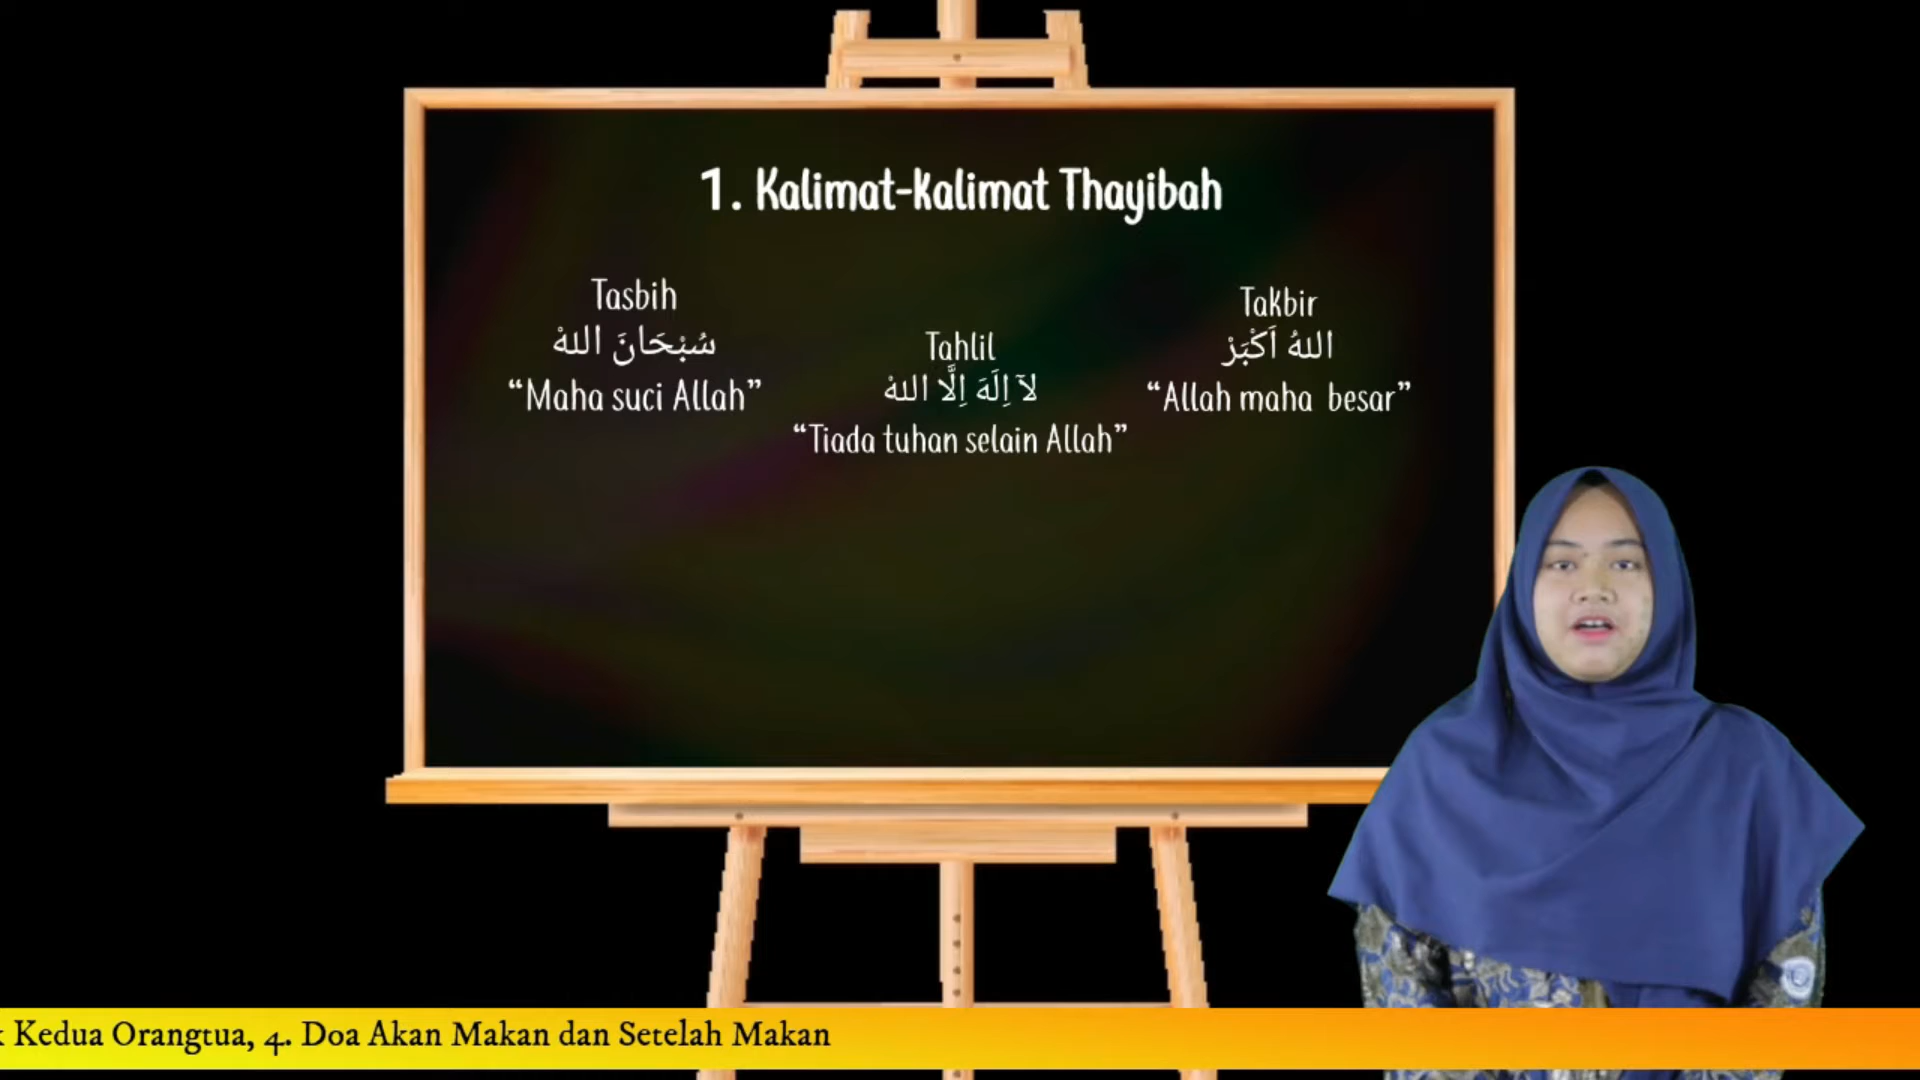 1. Kalimat-kalimat Thayibah
Tasbih
سُبْحَانَ اللهْ
“Maha suci Allah”
Tahlil
لآ اِلَهَ اِلَّا اللهْ
“Tiada tuhan selain Allah”
Takbir
اللهُ اَكْبَرْ
“Allah maha besar”
Kedua Orangtua, 4. Doa Akan Makan dan Setelah Makan